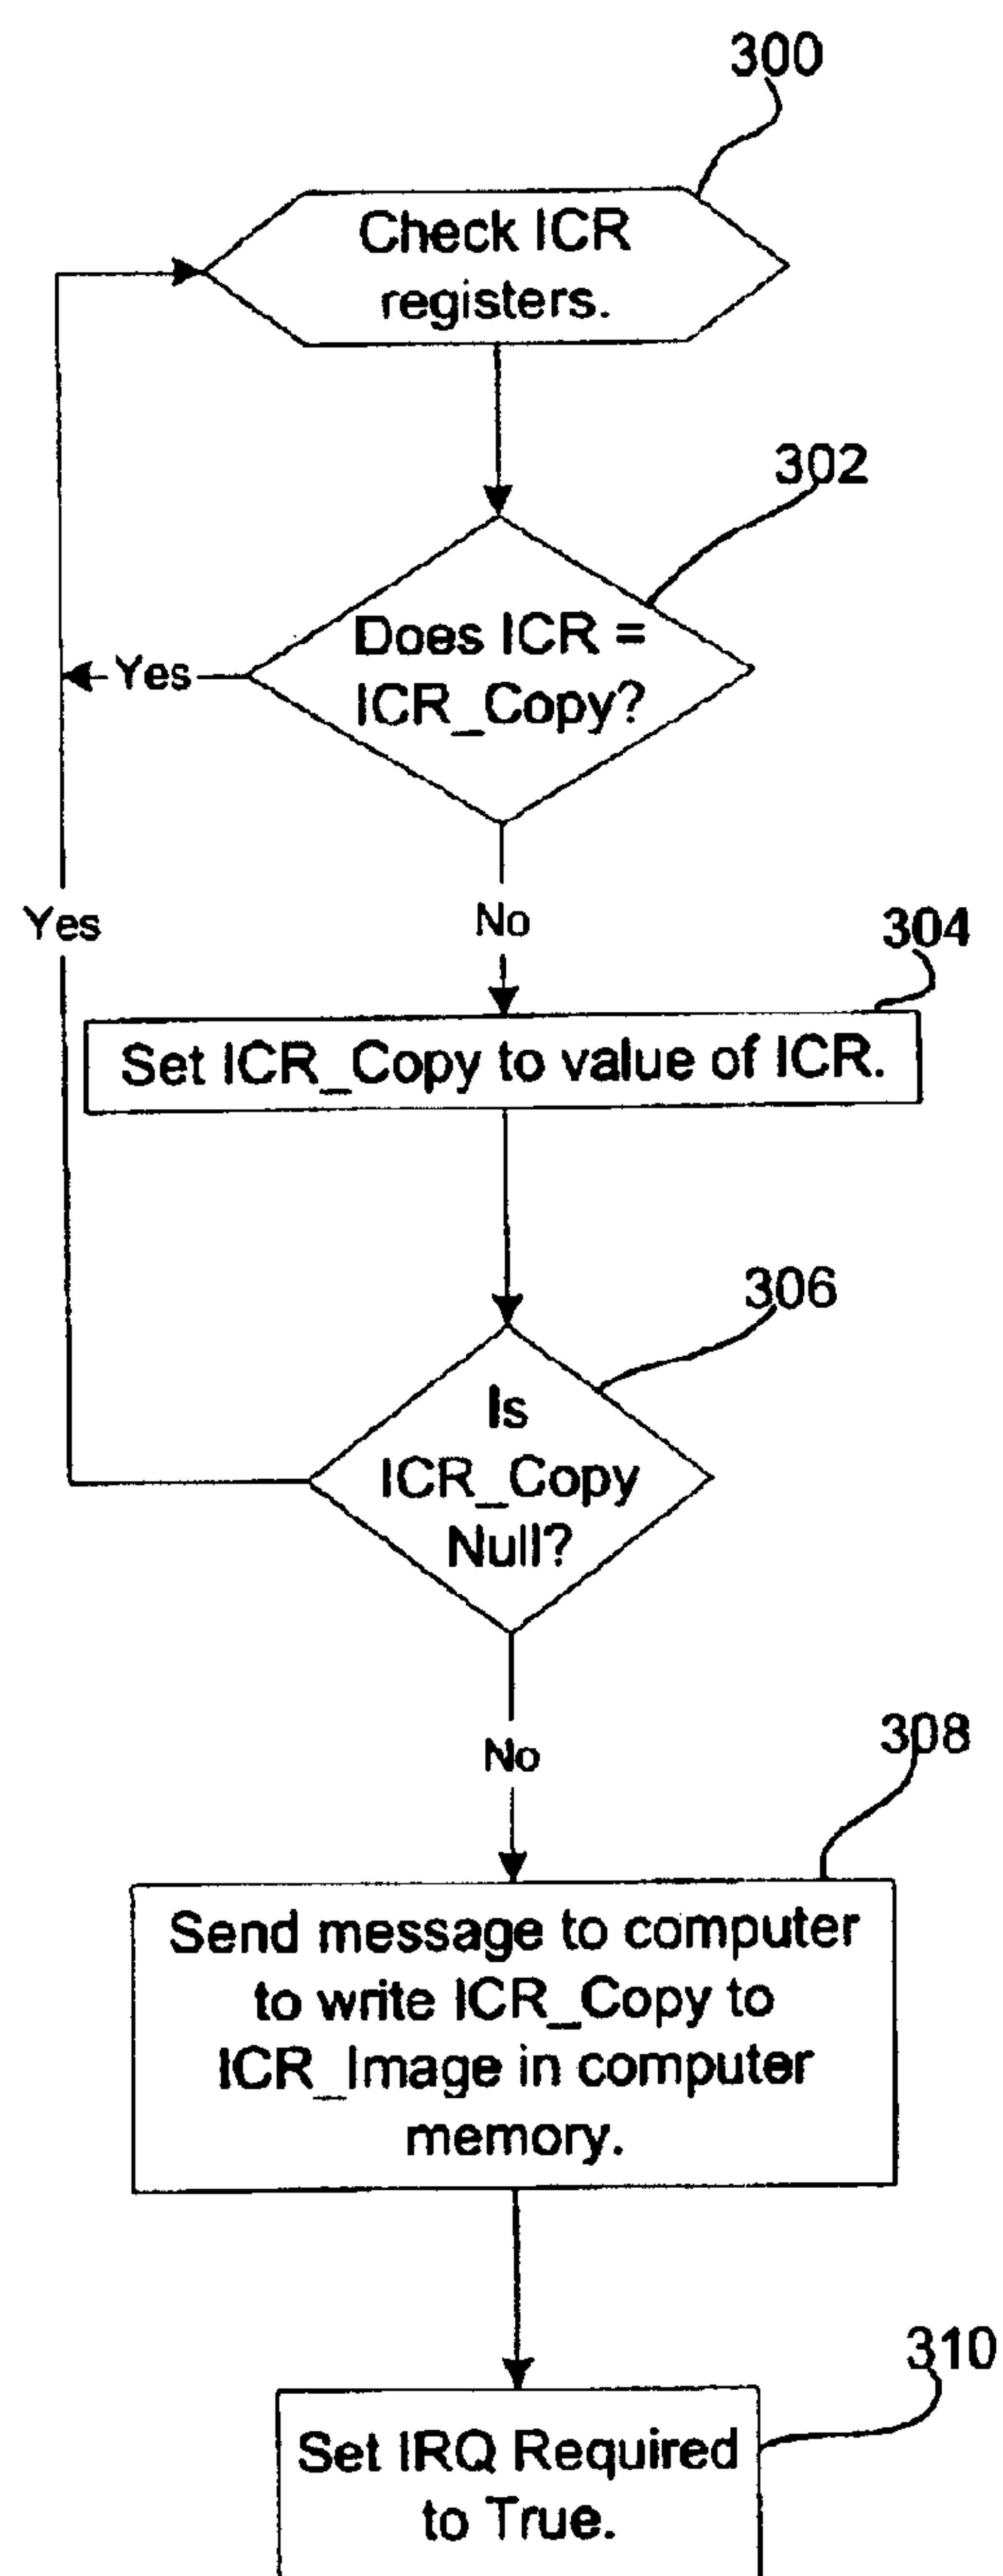 300
Check ICR
registers.
302
Does ICR =
ICR_Copy?
Yes
No
Yes
304
Set ICR_Copy to value of ICR.
306
Is
ICR_Copy
Null?
No
308
Send message to computer
to write ICR_Copy to
ICR_Image in computer
memory.
310
Set IRQ Required
to True.